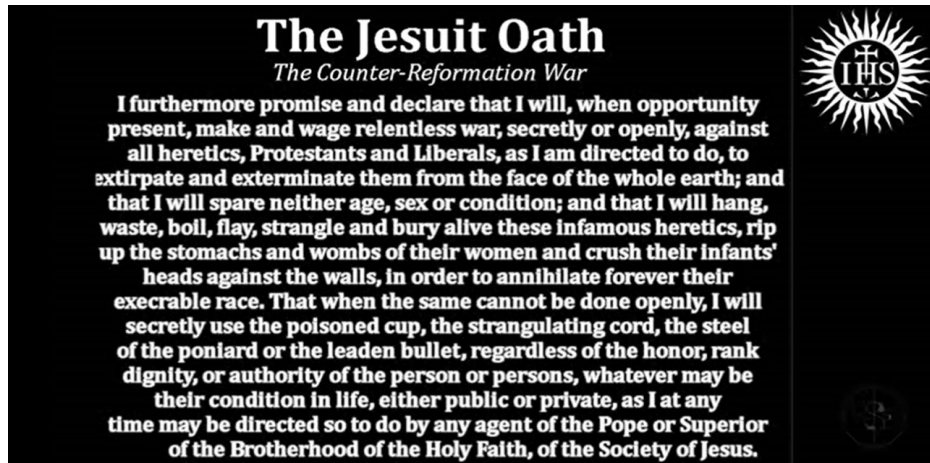 The Jesuit Oath
The Counter-Reformation War
IHS
I furthermore promise and declare that I will, when opportunity
present, make and wage relentless war, secretly or openly, against
all heretics, Protestants and Liberals, as I am directed to do, to
extirpate and exterminate them from the face of the whole earth; and
that I will spare neither age, sex or condition; and that I will hang,
waste, boil, flay, strangle and bury alive these infamous heretics, rip
up the stomachs and wombs of their women and crush their infants'
heads against the walls, in order to annihilate forever their
execrable race. That when the same cannot be done openly, I will
secretly use the poisoned cup, the strangulating cord, the steel
of the poniard or the leaden bullet, regardless of the honor, rank
dignity, or authority of the person or persons, whatever may be
their condition in life, either public or private, as I at any
time may be directed so to do by any agent of the Pope or Superior
of the Brotherhood of the Holy Faith, of the Society of Jesus.